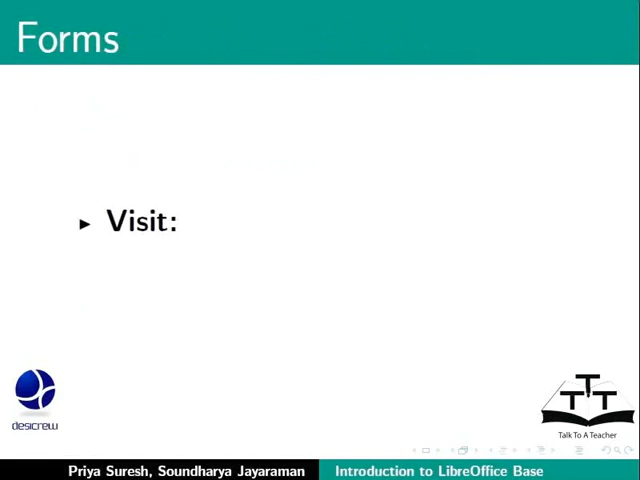 Forms
Visit:
desicrew
T
T T
Talk To A Teacher
Priya Suresh, Soundharya Jayaraman
Introduction to LibreOffice Base